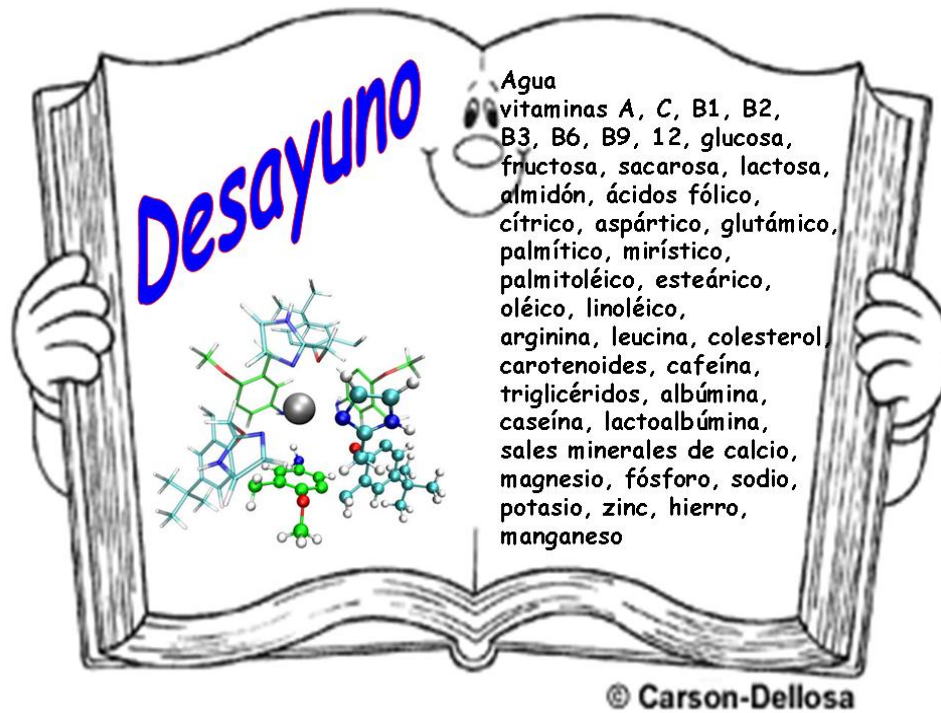 Desayuno
Agua
vitaminas A, C, B1, B2,
B3, B6, B9, 12, glucosa,
fructosa, sacarosa, lactosa,
almidón, ácidos fólico,
cítrico, aspártico, glutámico,
palmítico, mirístico,
palmitoléico, esteárico,
oléico, linoléico,
arginina, leucina, colesterol,
carotenoides, cafeína,
triglicéridos, albúmina,
caseína, lactoalbúmina,
sales minerales de calcio,
magnesio, fósforo, sodio,
potasio, zinc, hierro,
manganeso
© Carson-Dellosa